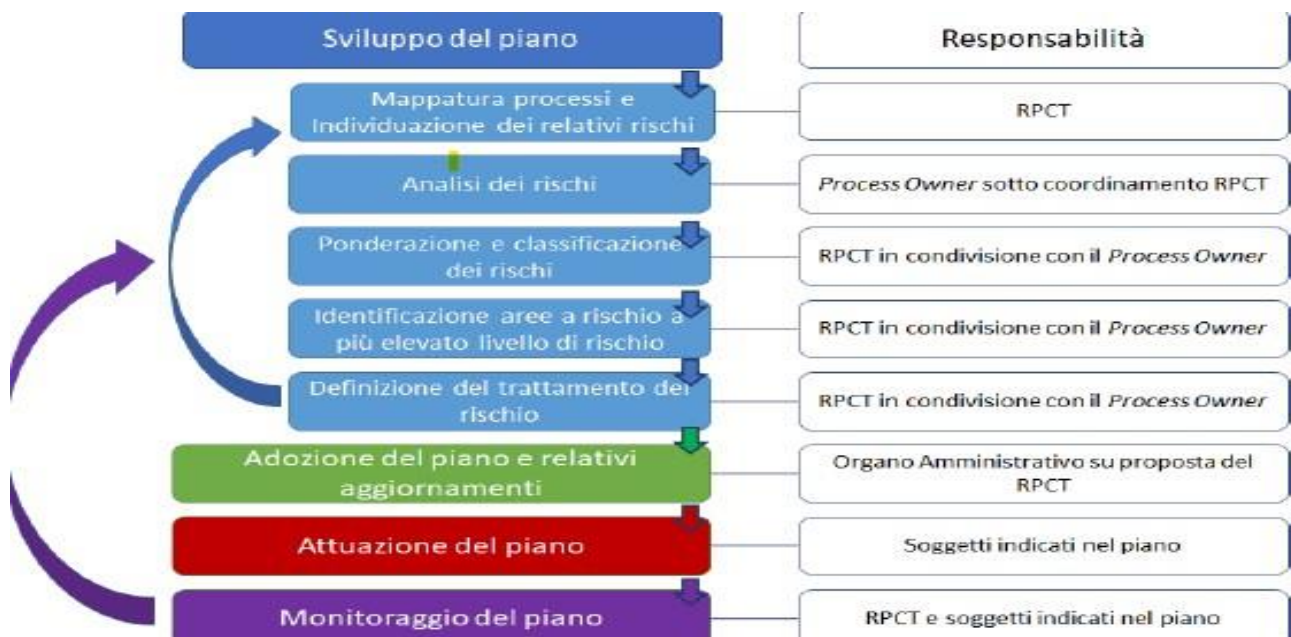 Sviluppo del piano
Responsabilità
Mappatura processi e
Individuazione dei relativi rischi
RPCT
Analisi dei rischi
Process Owner sotto coordinamento RPCT
Ponderazione e classificazione
dei rischi
RPCT in condivisione con il Process Owner
Identificazione aree a rischio a
più elevato livello di rischio
RPCT in condivisione con il Process Owner
Definizione del trattamento del
rischio
RPCT in condivisione con il Process Owner
Adozione del piano e relativi
aggiornamenti
Organo Amministrativo su proposta del
RPCT
Attuazione del piano
Soggetti indicati nel piano
Monitoraggio del piano
RPCT e soggetti indicati nel piano